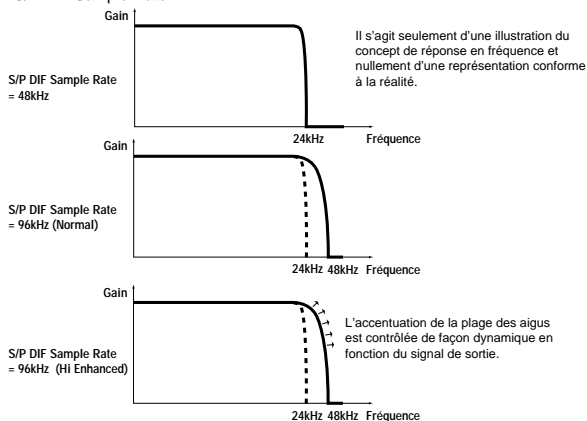 Gain
Il s'agit seulement d'une illustration du
concept de réponse en fréquence et
nullement d'une représentation conforme
à la réalité.
S/P DIF Sample Rate
= 48kHz
24kHz Fréquence
Gain
S/P DIF Sample Rate
= 96kHz (Normal)
24kHz 48kHz Fréquence
Gain
L'accentuation de la plage des aigus
est contrôlée de façon dynamique en
fonction du signal de sortie.
S/P DIF Sample Rate
= 96kHz (Hi Enhanced)
24kHz 48kHz Fréquence